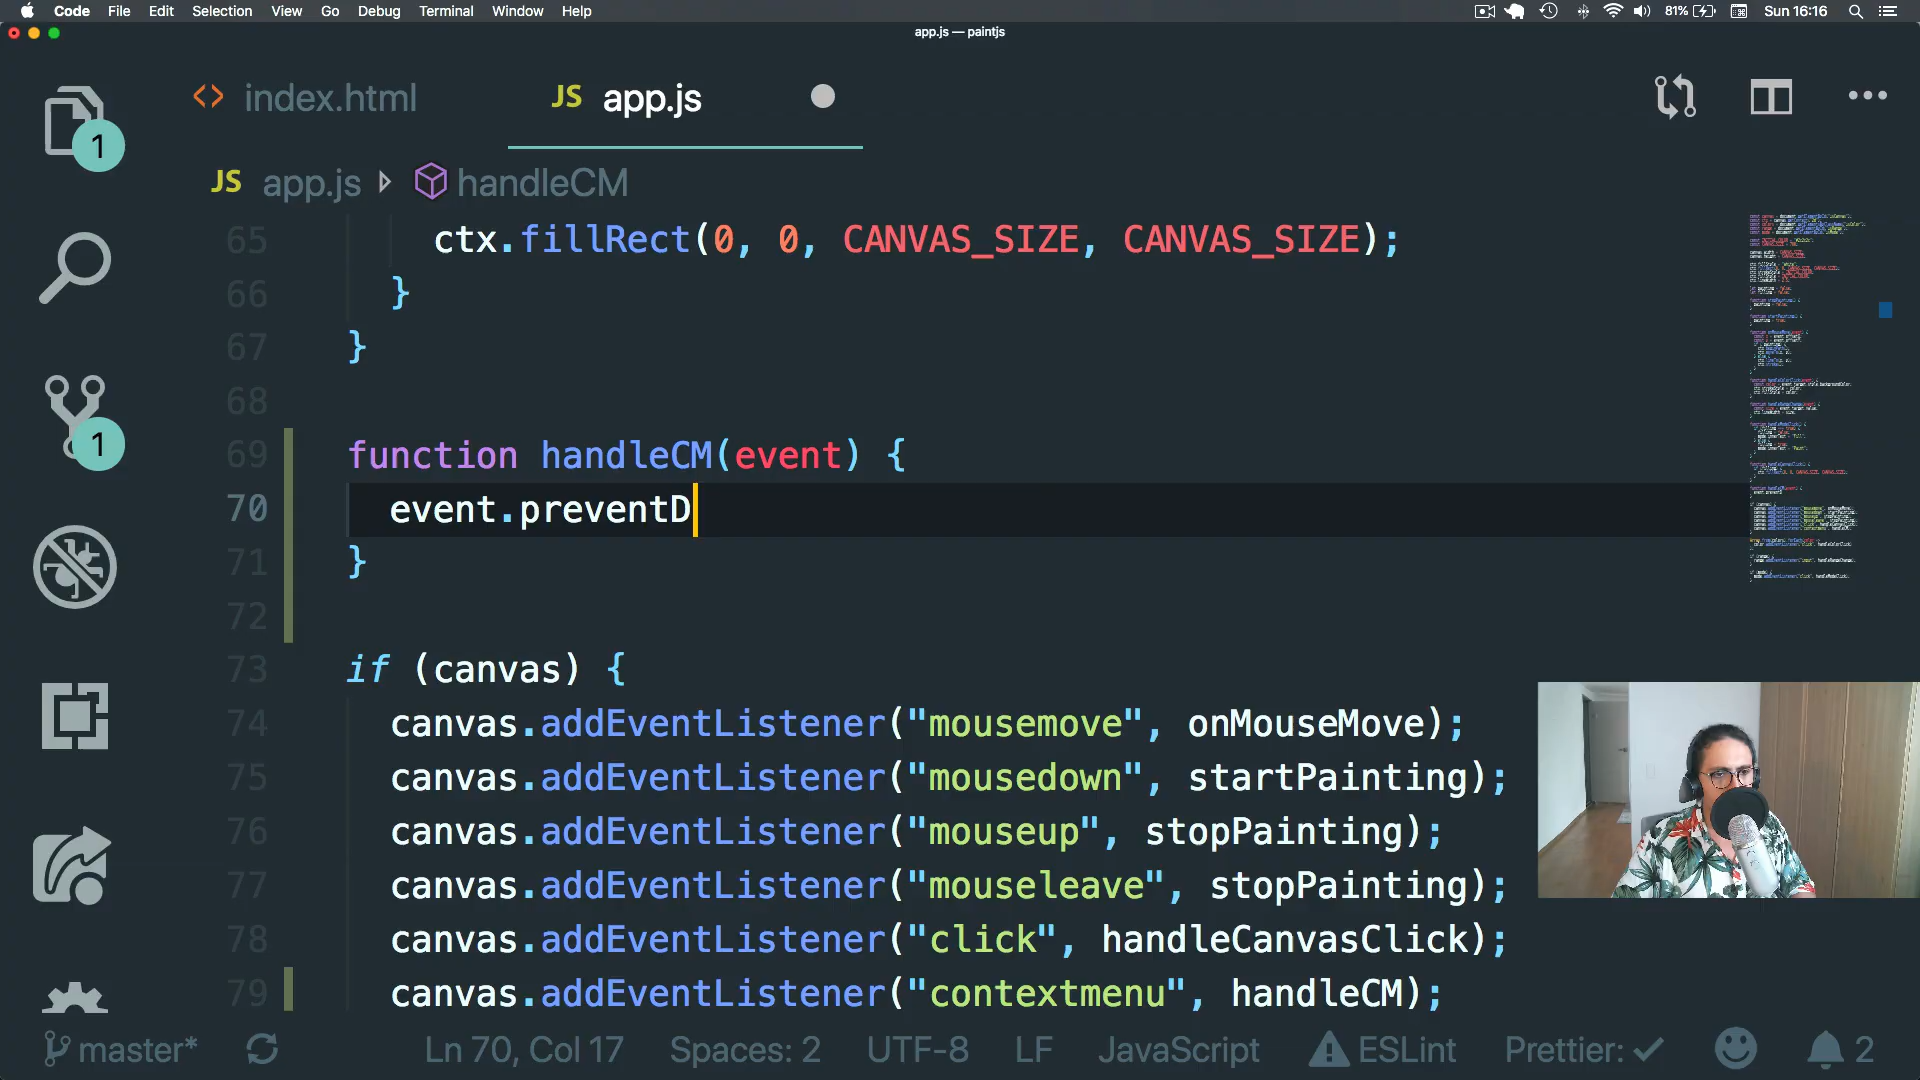 Code File Edit Selection View Go Debug Terminal Window Help 81% Sun 16:16
app.js — paintjs
<> index.html JS app.js
1
JS app.js handleCM
65 ctx.fillRect(0, 0, CANVAS_SIZE, CANVAS_SIZE);
66 }
67 }
68
69 function handleCM(event) {
70 event.preventD
71 }
72
73 if (canvas) {
74 canvas.addEventListener("mousemove", onMouseMove);
75 canvas.addEventListener("mousedown", startPainting);
76 canvas.addEventListener("mouseup", stopPainting);
77 canvas.addEventListener("mouseleave", stopPainting);
78 canvas.addEventListener("click", handleCanvasClick);
79 canvas.addEventListener("contextmenu", handleCM);
1
master* Ln 70, Col 17 Spaces: 2 UTF-8 LF JavaScript ESLint Prettier: ✓ 2